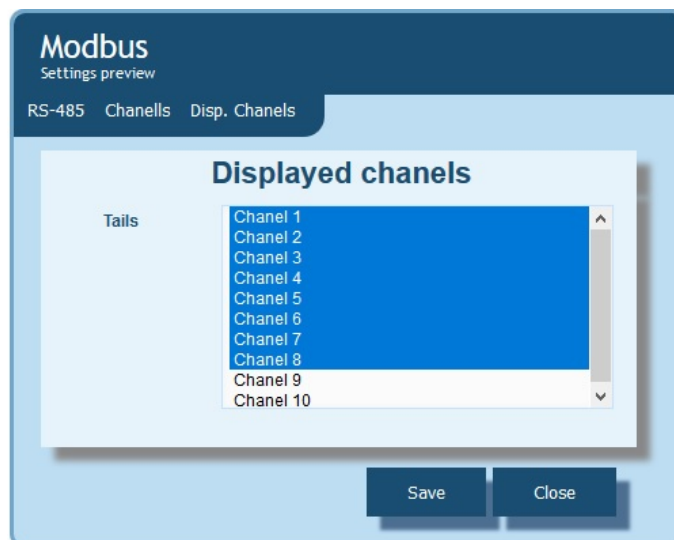 Modbus
Settings preview
RS-485 Chanells Disp. Chanels
Displayed chanels
Tails
Chanel 1
Chanel 2
Chanel 3
Chanel 4
Chanel 5
Chanel 6
Chanel 7
Chanel 8
Chanel 9
Chanel 10
Save Close